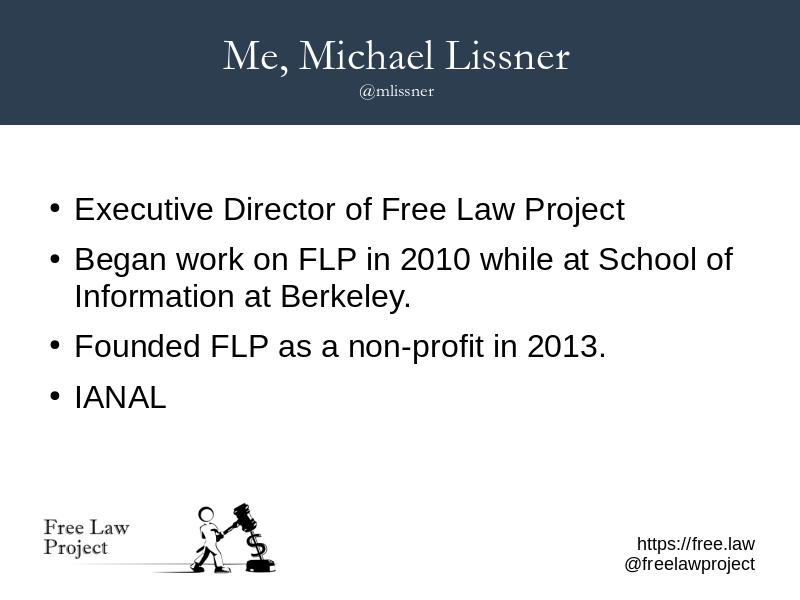 Me, Michael Lissner
@mlissner
• Executive Director of Free Law Project
• Began work on FLP in 2010 while at School of
Information at Berkeley.
• Founded FLP as a non-profit in 2013.
• IANAL
Free Law
Project
$
https://free.law
@freelawproject